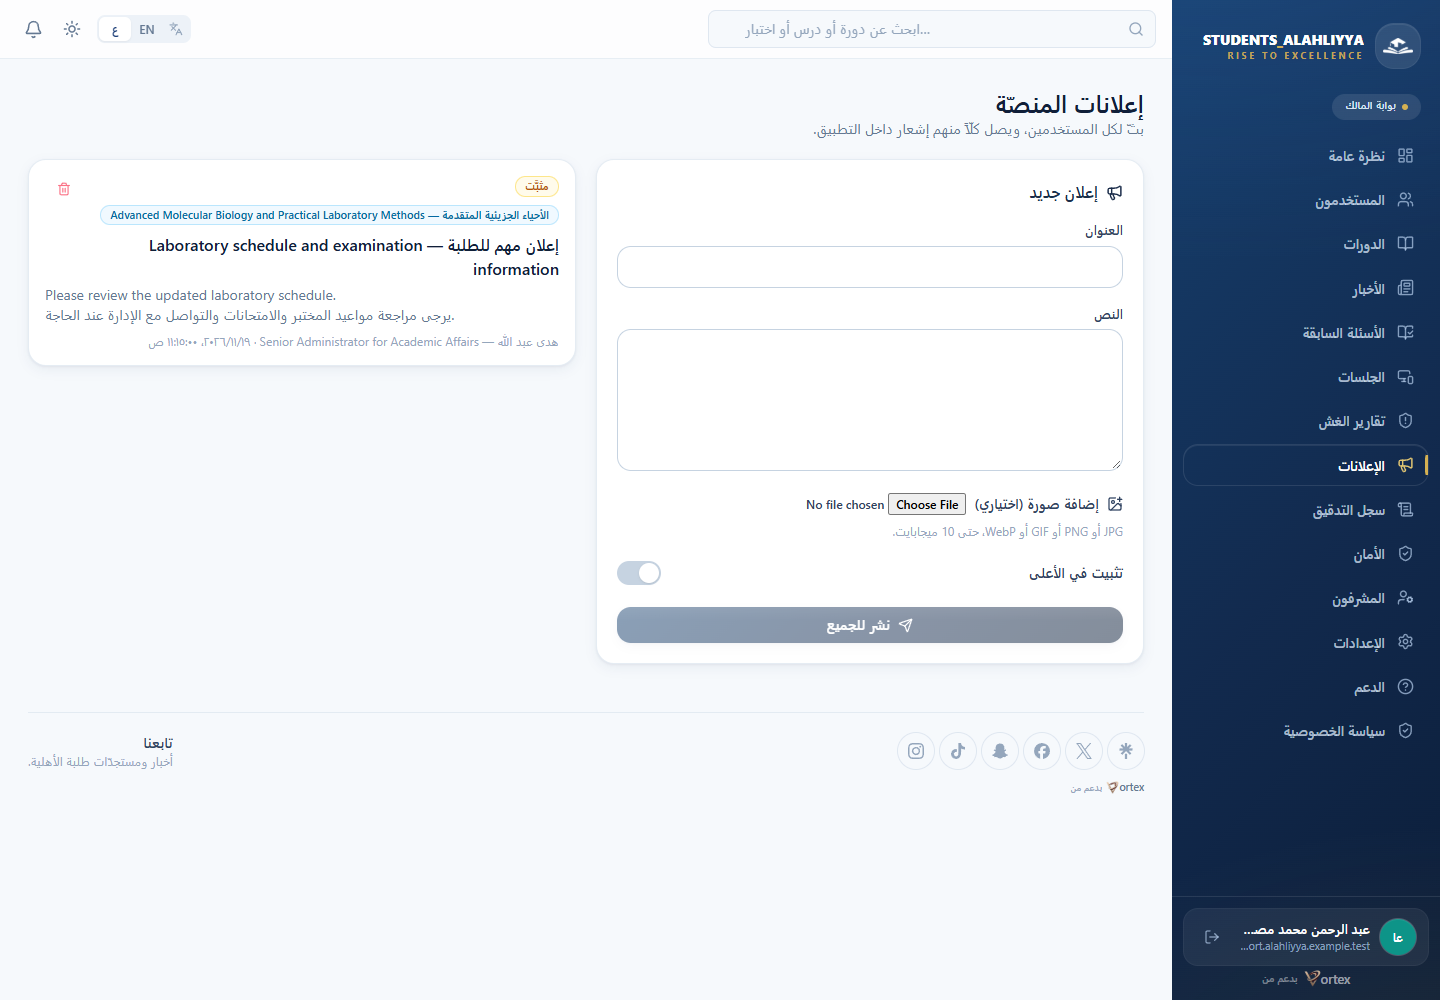 STUDENTS_ALAHLIYYA
RISE TO EXCELLENCE
بوابة المالك
نظرة عامة
المستخدمون
الدورات
الأخبار
الأسئلة السابقة
الجلسات
تقارير الغش
الإعلانات
سجل التدقيق
الأمان
المشرفون
الإعدادات
الدعم
سياسة الخصوصية
عبد الرحمن محمد مصـ...
...ort.alahliyya.example.test
بدعم من ortex
ابحث عن دورة أو درس أو اختبار...
ع EN
إعلانات المنصّة
بثّ لكل المستخدمين، ويصل كلّاً منهم إشعار داخل التطبيق.
إعلان جديد
العنوان
النص
إضافة صورة (اختياري) Choose File No file chosen
JPG أو PNG أو GIF أو WebP، حتى 10 ميجابايت.
تثبيت في الأعلى
نشر للجميع
مثبَّت
الأحياء الجزيئية المتقدمة — Advanced Molecular Biology and Practical Laboratory Methods
إعلان مهم للطلبة — Laboratory schedule and examination
information
Please review the updated laboratory schedule.
يرجى مراجعة مواعيد المختبر والامتحانات والتواصل مع الإدارة عند الحاجة.
هدى عبد الله — Senior Administrator for Academic Affairs · ٢٠٢٦/١١/١٩، ١١:١٥:٠٠ ص
تابعنا
أخبار ومستجدّات طلبة الأهلية.
بدعم من ortex
عا